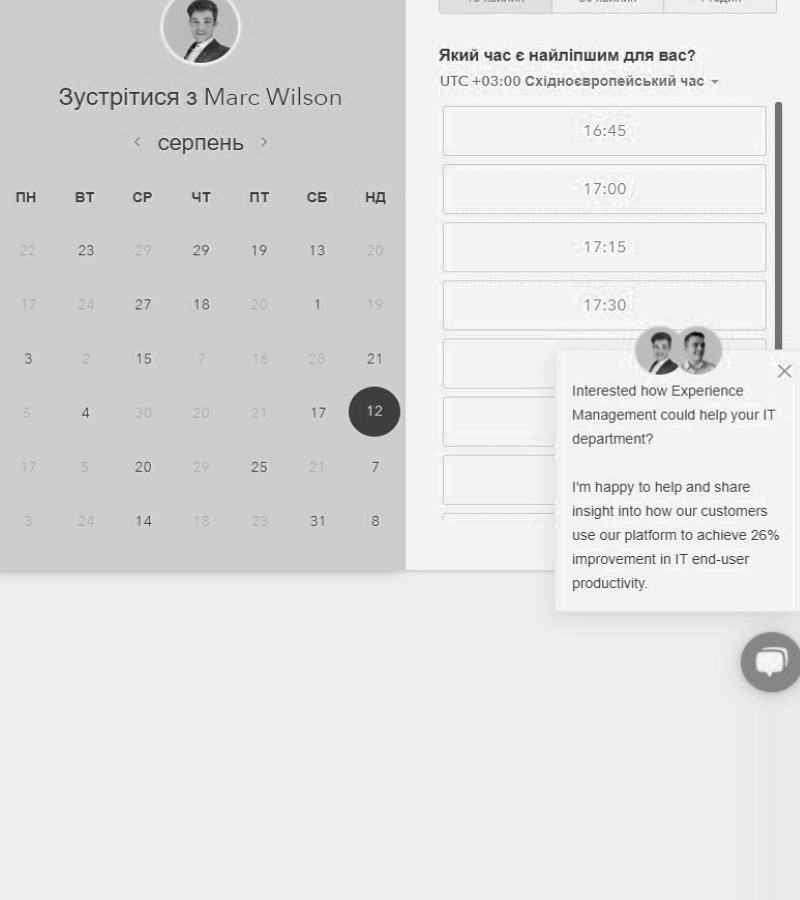 Зустрітися з Marc Wilson
серпень
ПН ВТ СР ЧТ ПТ СБ НД
22 23 29 29 19 13 20
17 24 27 18 20 1 19
3 2 15 7 16 28 21
5 4 30 20 21 17 12
17 5 20 29 25 21 7
3 24 14 18 23 31 8
Який час є найліпшим для вас?
UTC +03:00 Східноєвропейський час
16:45
17:00
17:15
17:30
Interested how Experience
Management could help your IT
department?
I'm happy to help and share
insight into how our customers
use our platform to achieve 26%
improvement in IT end-user
productivity.